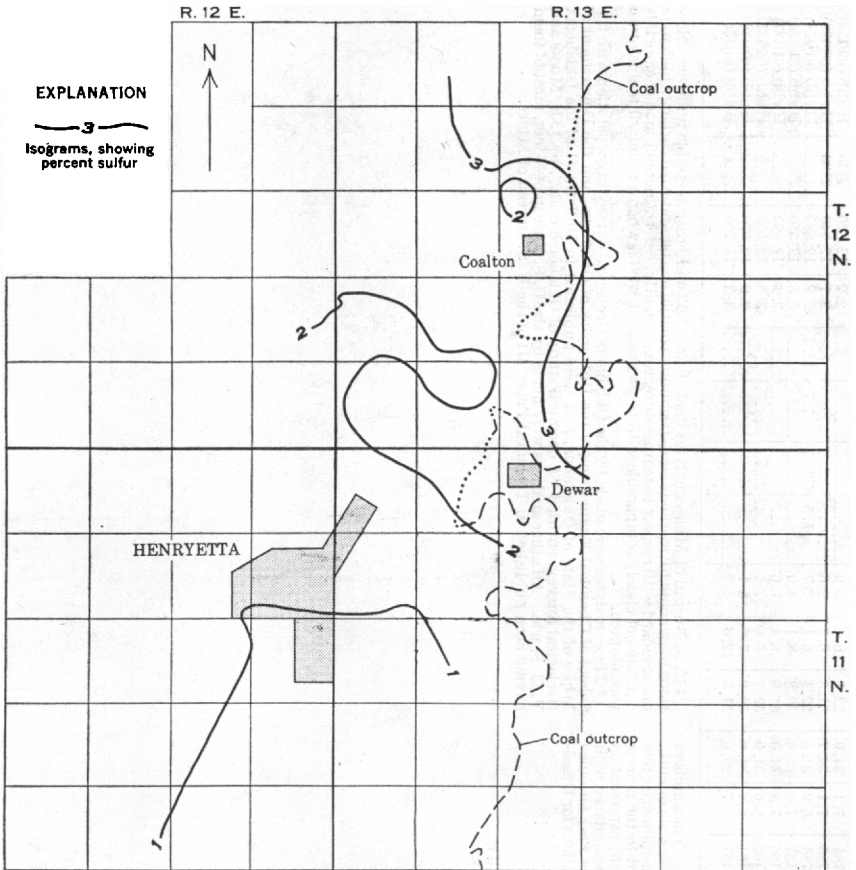 R. 12 E.
R. 13 E.
N
EXPLANATION
3
Isograms, showing
percent sulfur
Coal outcrop
3
2
T.
12
N.
Coalton
2
3
Dewar
HENRYETTA
2
1
T.
11
N.
Coal outcrop
1